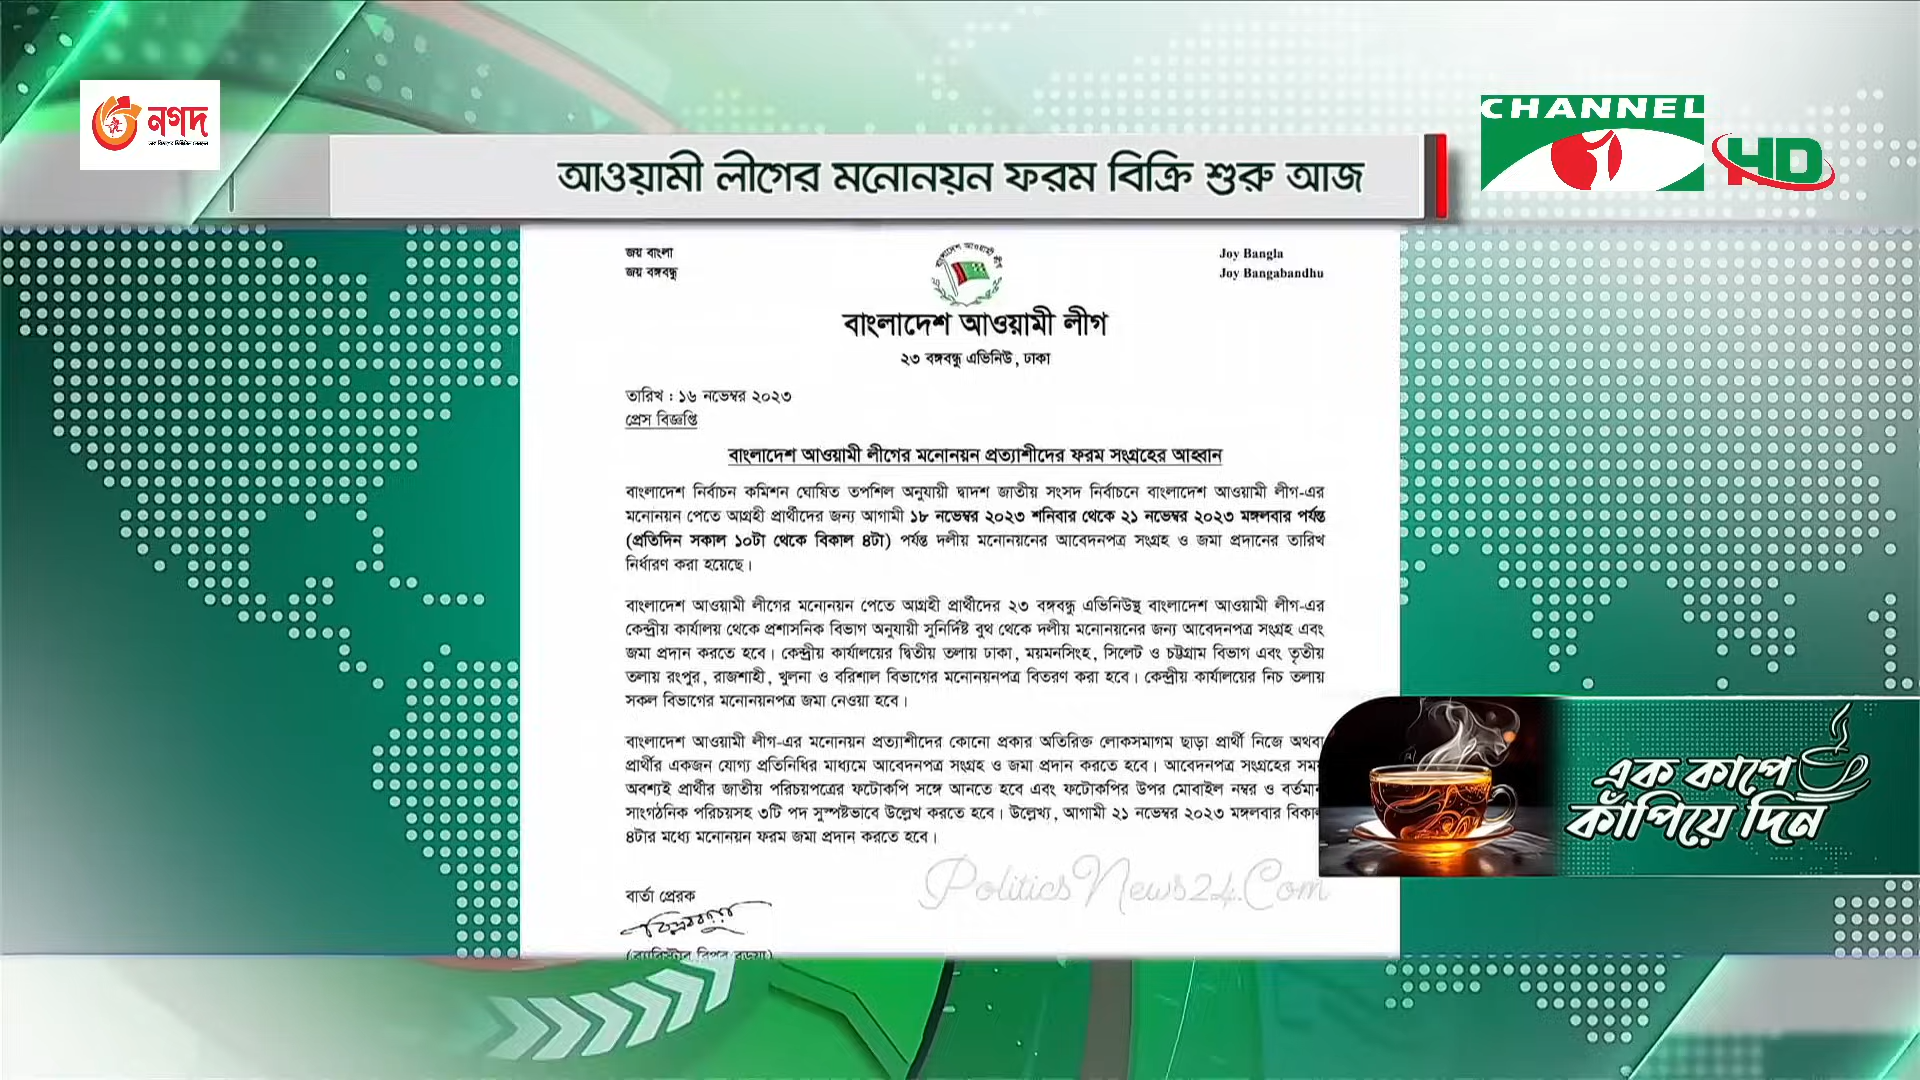 নগদ
CHANNEL
HD
আওয়ামী লীগের মনোনয়ন ফরম বিক্রি শুরু আজ
জয় বাংলা
জয় বঙ্গবন্ধু
Joy Bangla
Joy Bangabandhu
বাংলাদেশ আওয়ামী লীগ
২৩ বঙ্গবন্ধু এভিনিউ, ঢাকা
তারিখ : ১৬ নভেম্বর ২০২৩
প্রেস বিজ্ঞপ্তি
বাংলাদেশ আওয়ামী লীগের মনোনয়ন প্রত্যাশীদের ফরম সংগ্রহের আহ্বান
বাংলাদেশ নির্বাচন কমিশন ঘোষিত তপশিল অনুযায়ী দ্বাদশ জাতীয় সংসদ নির্বাচনে বাংলাদেশ আওয়ামী লীগ-এর
মনোনয়ন পেতে আগ্রহী প্রার্থীদের জন্য আগামী ১৮ নভেম্বর ২০২৩ শনিবার থেকে ২১ নভেম্বর ২০২৩ মঙ্গলবার পর্যন্ত
(প্রতিদিন সকাল ১০টা থেকে বিকাল ৪টা) পর্যন্ত দলীয় মনোনয়নের আবেদনপত্র সংগ্রহ ও জমা প্রদানের তারিখ
নির্ধারণ করা হয়েছে।
বাংলাদেশ আওয়ামী লীগের মনোনয়ন পেতে আগ্রহী প্রার্থীদের ২৩ বঙ্গবন্ধু এভিনিউস্থ বাংলাদেশ আওয়ামী লীগ-এর
কেন্দ্রীয় কার্যালয় থেকে প্রশাসনিক বিভাগ অনুযায়ী সুনির্দিষ্ট বুথ থেকে দলীয় মনোনয়নের জন্য আবেদনপত্র সংগ্রহ এবং
জমা প্রদান করতে হবে। কেন্দ্রীয় কার্যালয়ের দ্বিতীয় তলায় ঢাকা, ময়মনসিংহ, সিলেট ও চট্টগ্রাম বিভাগ এবং তৃতীয়
তলায় রংপুর, রাজশাহী, খুলনা ও বরিশাল বিভাগের মনোনয়নপত্র বিতরণ করা হবে। কেন্দ্রীয় কার্যালয়ের নিচ তলায়
সকল বিভাগের মনোনয়নপত্র জমা নেওয়া হবে।
বাংলাদেশ আওয়ামী লীগ-এর মনোনয়ন প্রত্যাশীদের কোনো প্রকার অতিরিক্ত লোকসমাগম ছাড়া প্রার্থী নিজে অথবা
প্রার্থীর একজন যোগ্য প্রতিনিধির মাধ্যমে আবেদনপত্র সংগ্রহ ও জমা প্রদান করতে হবে। আবেদনপত্র সংগ্রহের
অবশ্যই প্রার্থীর জাতীয় পরিচয়পত্রের ফটোকপি সঙ্গে আনতে হবে এবং ফটোকপির উপর মোবাইল নম্বর ও বর্তমান
সাংগঠনিক পরিচয়সহ ৩টি পদ সুস্পষ্টভাবে উল্লেখ করতে হবে। উল্লেখ্য, আগামী ২১ নভেম্বর ২০২৩ মঙ্গলবার বিকাল
৪টার মধ্যে মনোনয়ন ফরম জমা প্রদান করতে হবে।
PoliticsNews24.Com
বার্তা প্রেরক
এক কাপে
কাঁপিয়ে দিন